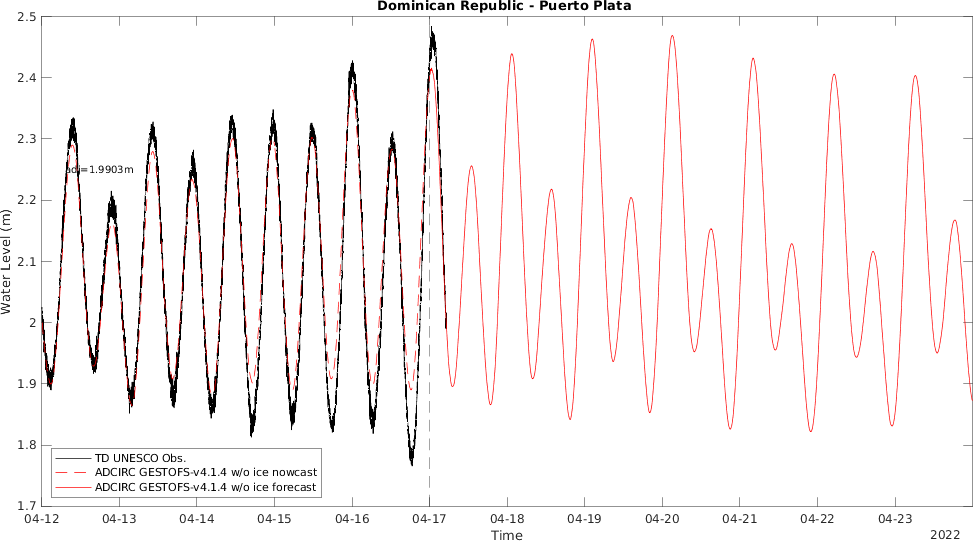 Dominican Republic - Puerto Plata
2.5
2.4
2.3
2.2
2.1
2
1.9
1.8
1.7
Water Level (m)
adj=1.9903m
TD UNESCO Obs.
ADCIRC GESTOFS-v4.1.4 w/o ice nowcast
ADCIRC GESTOFS-v4.1.4 w/o ice forecast
04-12 04-13 04-14 04-15 04-16 04-17 04-18 04-19 04-20 04-21 04-22 04-23
Time
2022